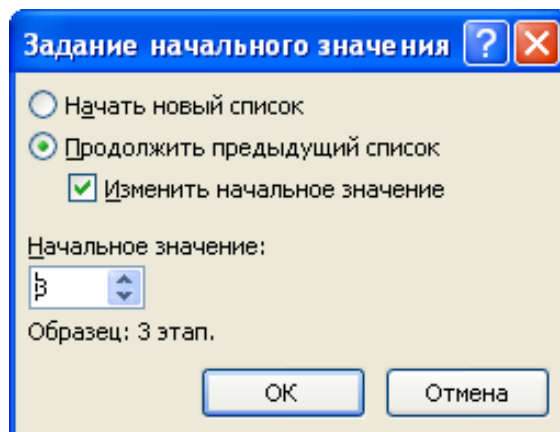 Задание начального значения
Начать новый список
Продолжить предыдущий список
Изменить начальное значение
Начальное значение:
3
Образец: 3 этап.
ОК Отмена